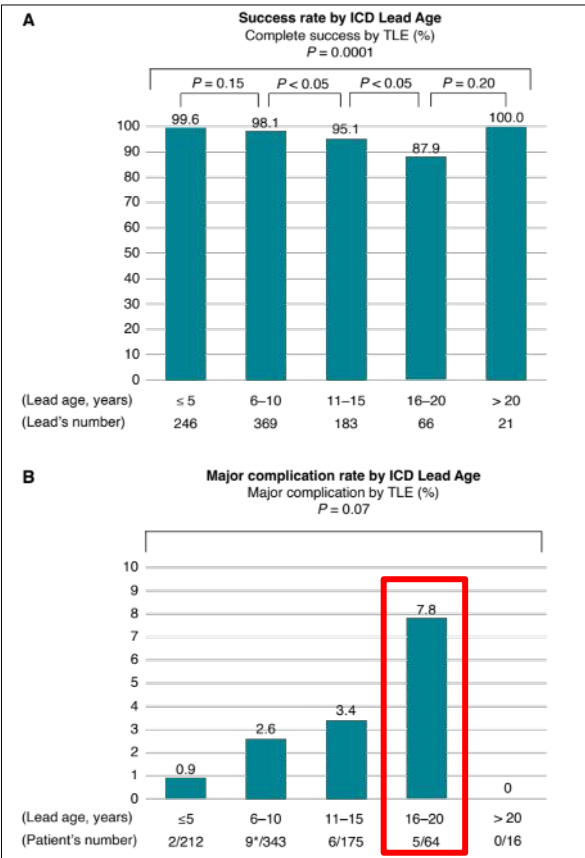 A
Success rate by ICD Lead Age
Complete success by TLE (%)
P = 0.0001
P = 0.15 P < 0.05 P < 0.05 P = 0.20
99.6 98.1 95.1 87.9 100.0
100
90
80
70
60
50
40
30
20
10
0
(Lead age, years) ≤ 5 6–10 11–15 16–20 > 20
(Lead's number) 246 369 183 66 21
B
Major complication rate by ICD Lead Age
Major complication by TLE (%)
P = 0.07
10
9
8
7
6
5
4
3
2
1
0
0.9 2.6 3.4 7.8 0
(Lead age, years) ≤5 6–10 11–15 16–20 > 20
(Patient's number) 2/212 9*/343 6/175 5/64 0/16